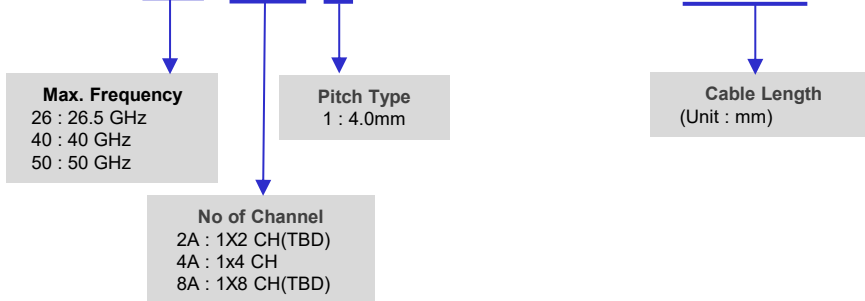 Max. Frequency
26 : 26.5 GHz
40 : 40 GHz
50 : 50 GHz
Pitch Type
1 : 4.0mm
Cable Length
(Unit : mm)
No of Channel
2A : 1X2 CH(TBD)
4A : 1x4 CH
8A : 1X8 CH(TBD)